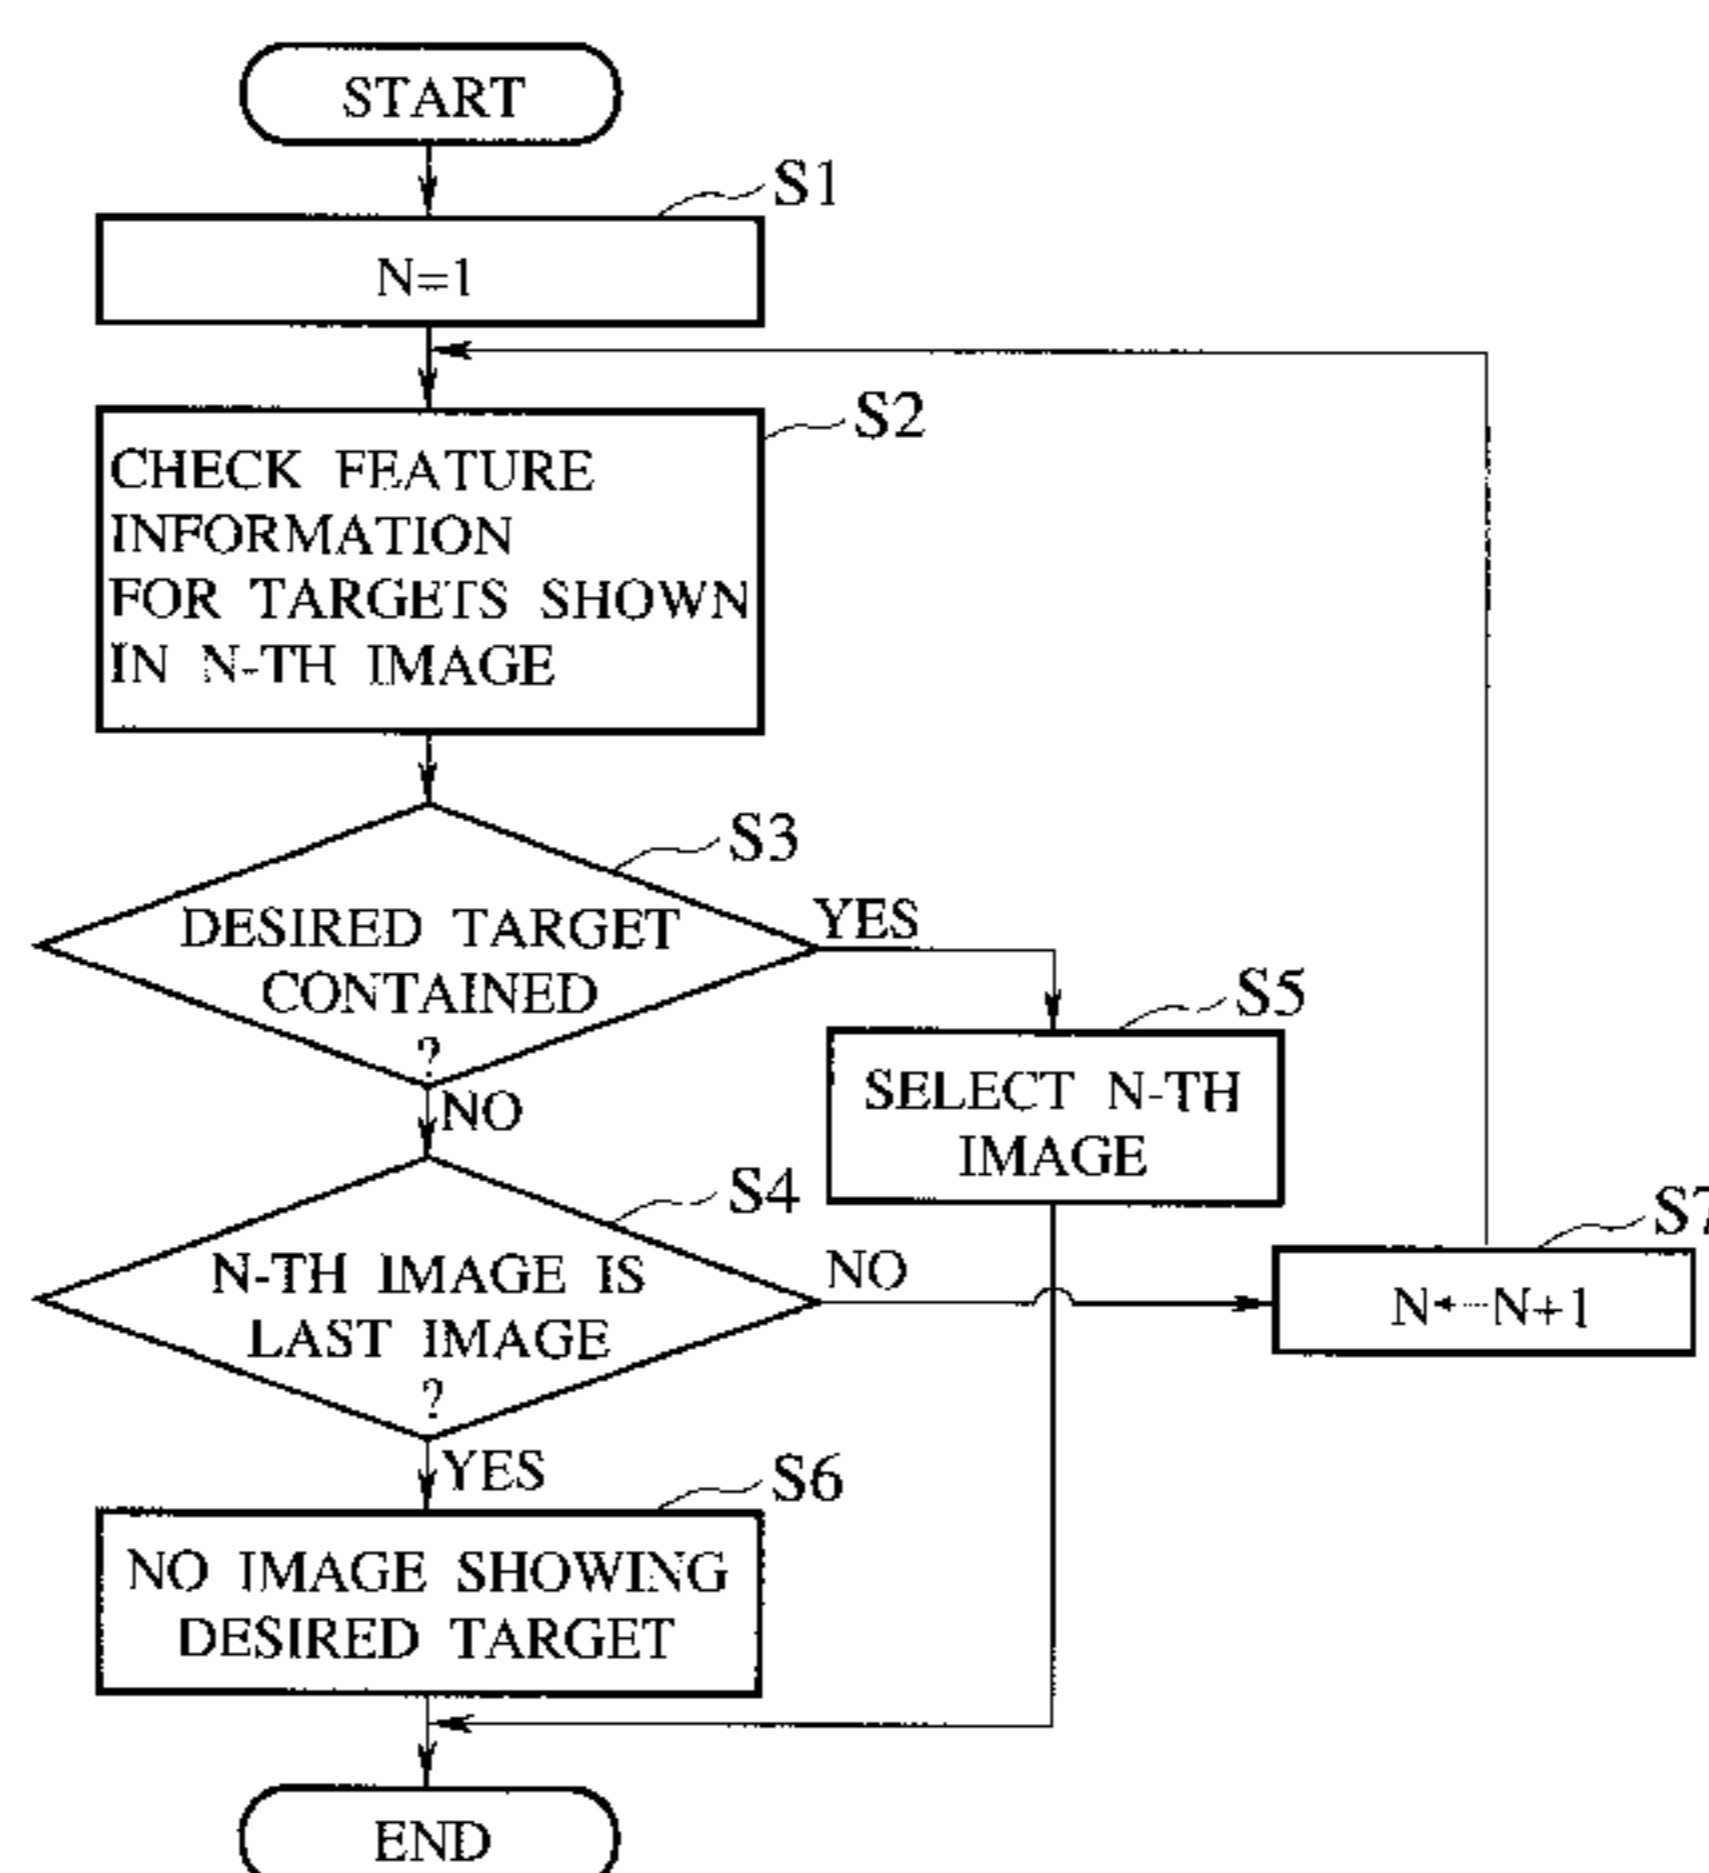 START
S1
N=1
S2
CHECK FEATURE
INFORMATION
FOR TARGETS SHOWN
IN N-TH IMAGE
S3
DESIRED TARGET
CONTAINED
?
YES
NO
S5
SELECT N-TH
IMAGE
S4
N-TH IMAGE IS
LAST IMAGE
?
NO
YES
S7
N←N+1
S6
NO IMAGE SHOWING
DESIRED TARGET
END